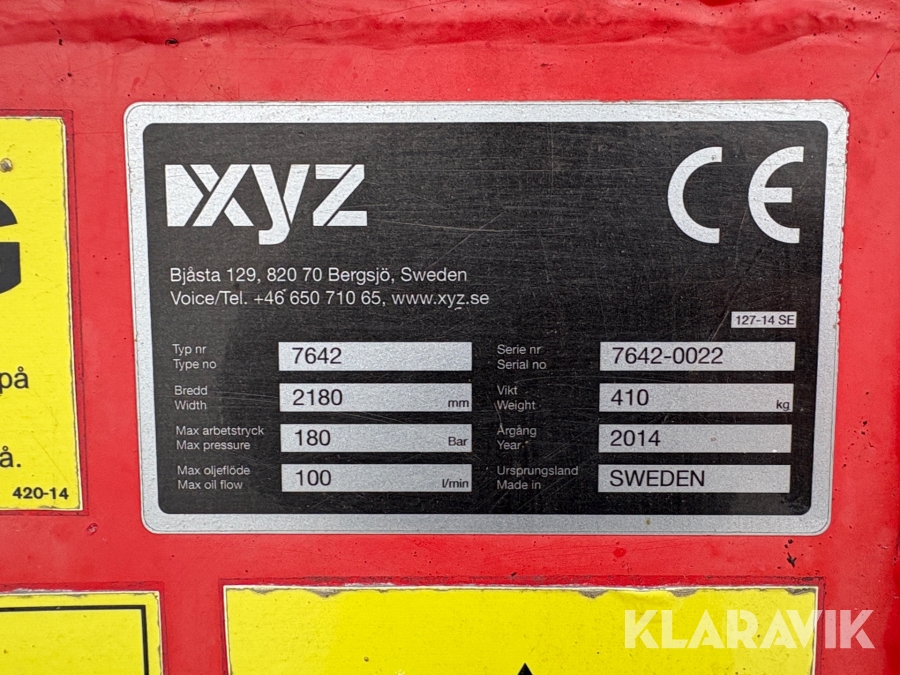 xyz
CE
Bjåsta 129, 820 70 Bergsjö, Sweden
Voice/Tel. +46 650 710 65, www.xyz.se
127-14 SE
Typ nr
Type no
7642
Serie nr
Serial no
7642-0022
Bredd
Width
2180 mm
Vikt
Weight
410 kg
Max arbetstryck
Max pressure
180 Bar
Årgång
Year
2014
Max oljeflöde
Max oil flow
100 l/min
Ursprungsland
Made in
SWEDEN
G
på
å.
420-14
KLARAVIK